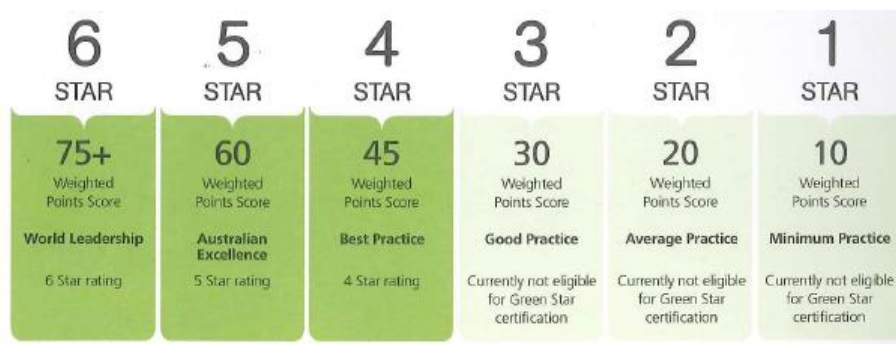 6
STAR
75+
Weighted
Points Score
World Leadership
6 Star rating
5
STAR
60
Weighted
Points Score
Australian
Excellence
5 Star rating
4
STAR
45
Weighted
Points Score
Best Practice
4 Star rating
3
STAR
30
Weighted
Points Score
Good Practice
Currently not eligible
for Green Star
certification
2
STAR
20
Weighted
Points Score
Average Practice
Currently not eligible
for Green Star
certification
1
STAR
10
Weighted
Points Score
Minimum Practice
Currently not eligible
for Green Star
certification